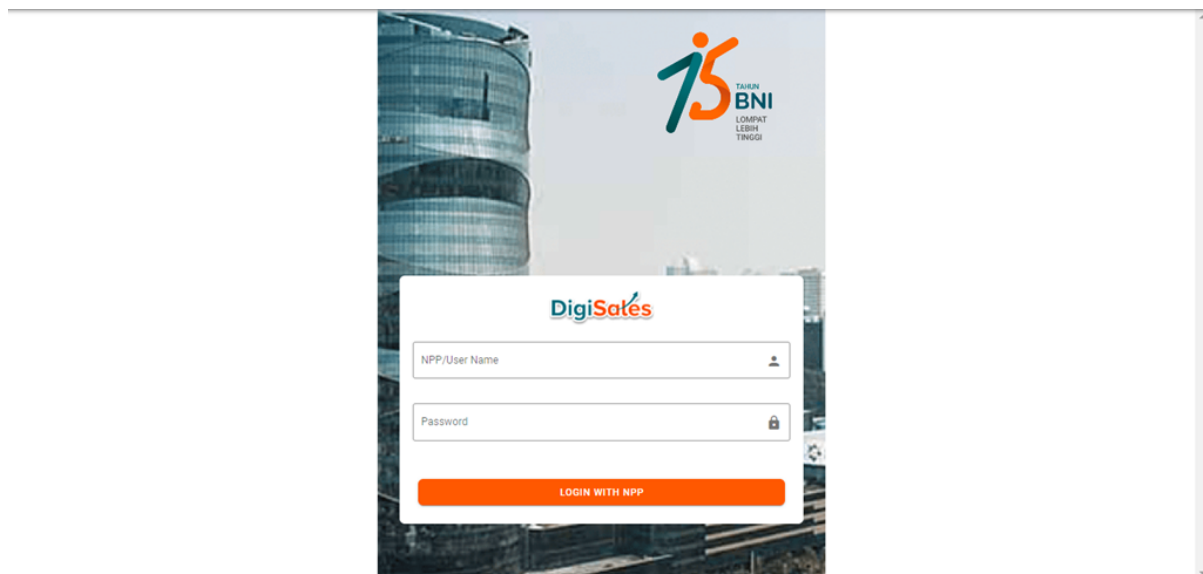 75
TAHUN
BNI
LOMPAT
LEBIH
TINGGI
DigiSales
NPP/User Name
Password
LOGIN WITH NPP